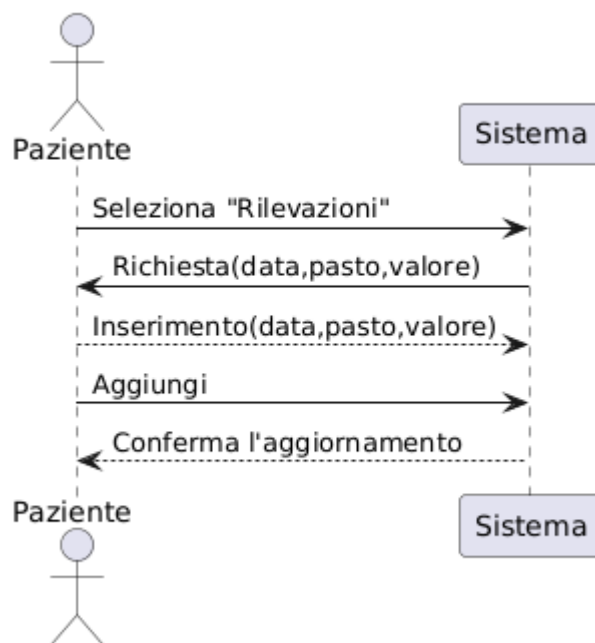 Paziente
Sistema
Seleziona "Rilevazioni"
Richiesta(data,pasto,valore)
Inserimento(data,pasto,valore)
Aggiungi
Conferma l'aggiornamento
Paziente
Sistema